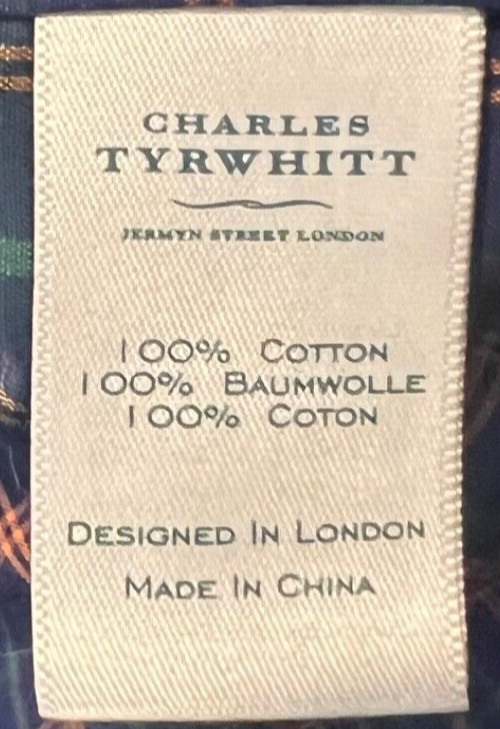 CHARLES
TYRWHITT
JERMYN STREET LONDON
100% COTTON
100% BAUMWOLLE
100% COTON
DESIGNED IN LONDON
MADE IN CHINA